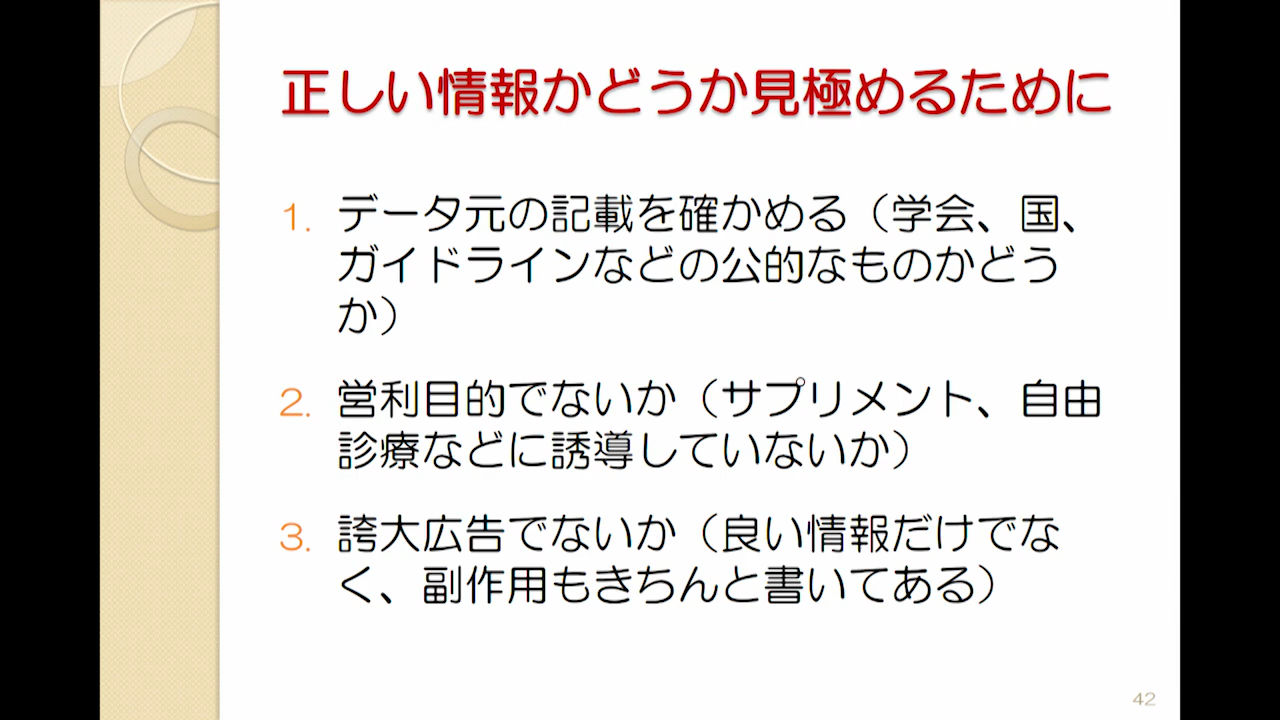 正しい情報かどうか見極めるために
1. データ元の記載を確かめる（学会、国、
ガイドラインなどの公的なものかどう
か）
2. 営利目的でないか（サプリメント、自由
診療などに誘導していないか）
3. 誇大広告でないか（良い情報だけでな
く、副作用もきちんと書いてある）
42